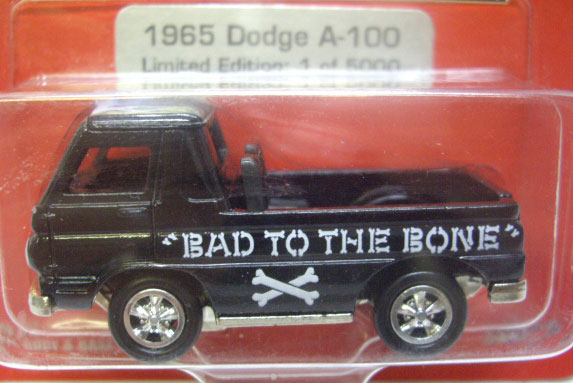 1965 Dodge A-100
Limited Edition: 1 of 5000
"BAD TO THE BONE"